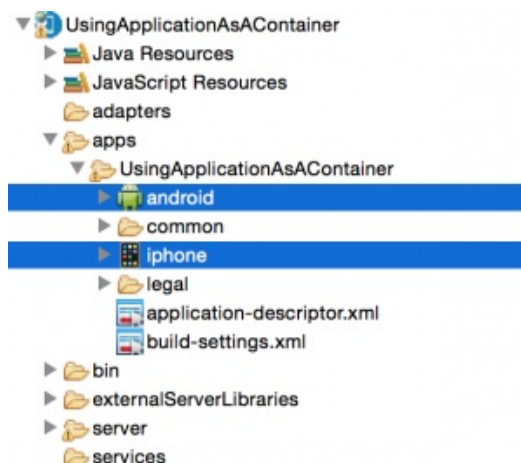 UsingApplicationAsAContainer
Java Resources
JavaScript Resources
adapters
apps
UsingApplicationAsAContainer
android
common
iphone
legal
application-descriptor.xml
build-settings.xml
bin
externalServerLibraries
server
services